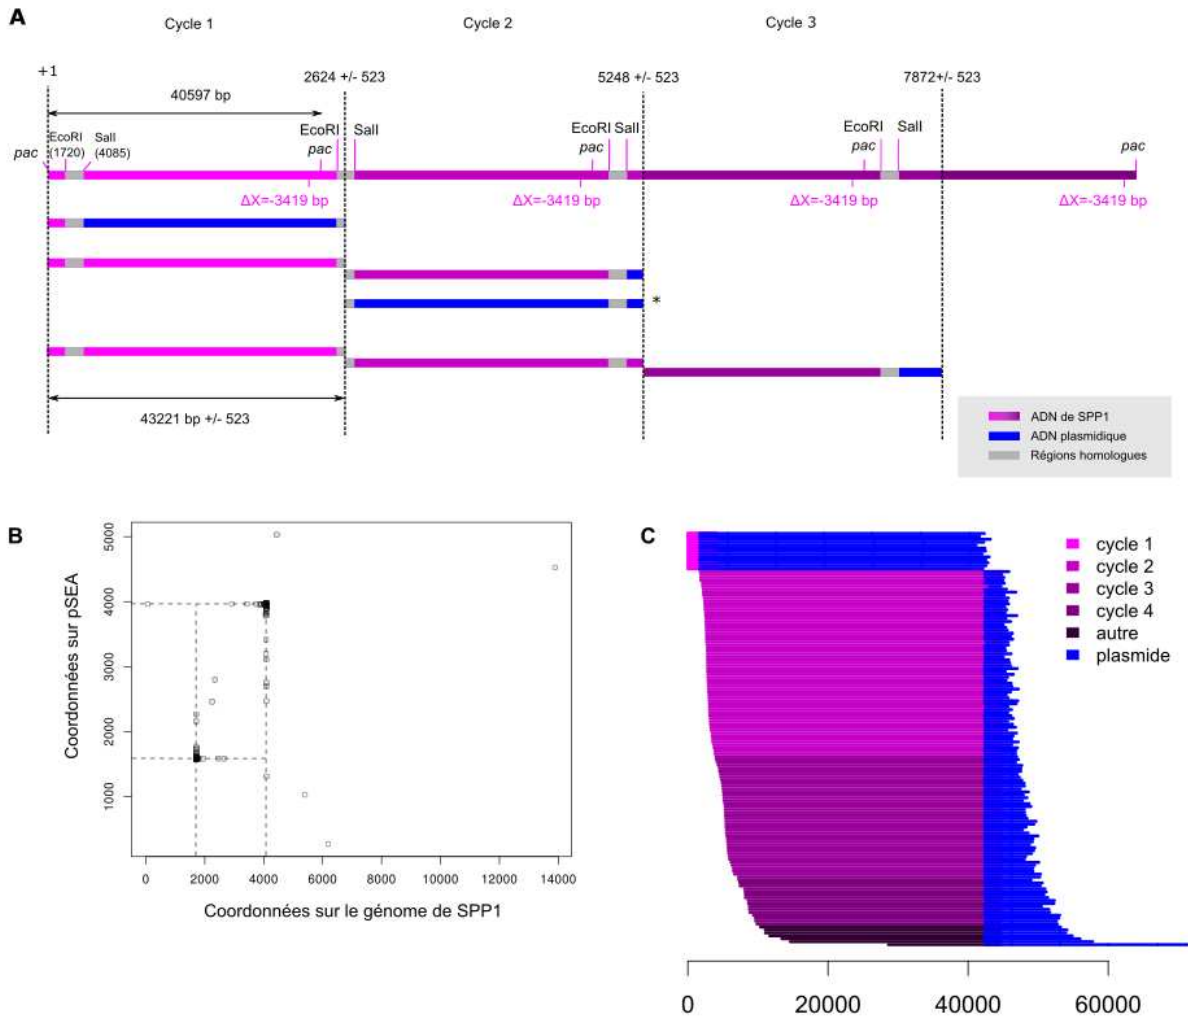 A
Cycle 1 Cycle 2 Cycle 3
+1 2624 +/- 523 5248 +/- 523 7872+/- 523
40597 bp
EcoRI SalI EcoRI SalI EcoRI SalI EcoRI SalI
pac (1720) (4085) pac pac pac pac
ΔX=-3419 bp ΔX=-3419 bp ΔX=-3419 bp ΔX=-3419 bp
*
43221 bp +/- 523
ADN de SPP1
ADN plasmidique
Régions homologues
B
Coordonnées sur pSEA
5000
4000
3000
2000
1000
0 2000 4000 6000 8000 10000 12000 14000
Coordonnées sur le génome de SPP1
C
cycle 1
cycle 2
cycle 3
cycle 4
autre
plasmide
0 20000 40000 60000